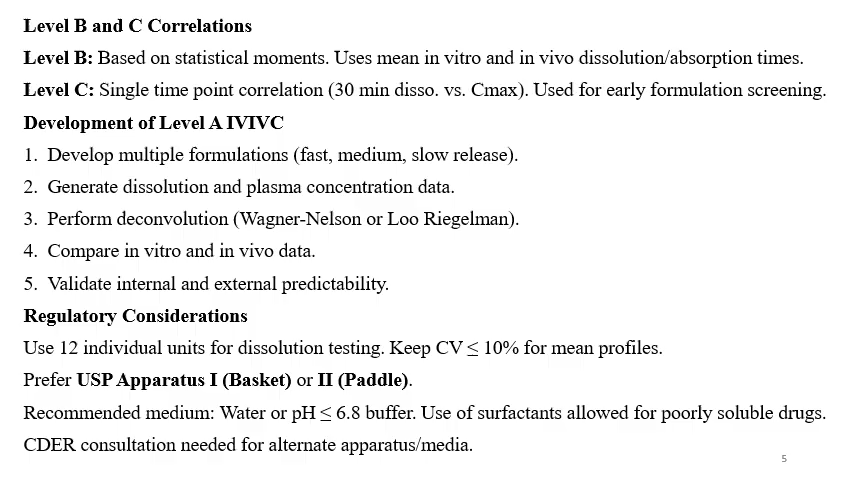 Level B and C Correlations
Level B: Based on statistical moments. Uses mean in vitro and in vivo dissolution/absorption times.
Level C: Single time point correlation (30 min disso. vs. Cmax). Used for early formulation screening.
Development of Level A IVIVC
1. Develop multiple formulations (fast, medium, slow release).
2. Generate dissolution and plasma concentration data.
3. Perform deconvolution (Wagner-Nelson or Loo Riegelman).
4. Compare in vitro and in vivo data.
5. Validate internal and external predictability.
Regulatory Considerations
Use 12 individual units for dissolution testing. Keep CV ≤ 10% for mean profiles.
Prefer USP Apparatus I (Basket) or II (Paddle).
Recommended medium: Water or pH ≤ 6.8 buffer. Use of surfactants allowed for poorly soluble drugs.
CDER consultation needed for alternate apparatus/media.
5